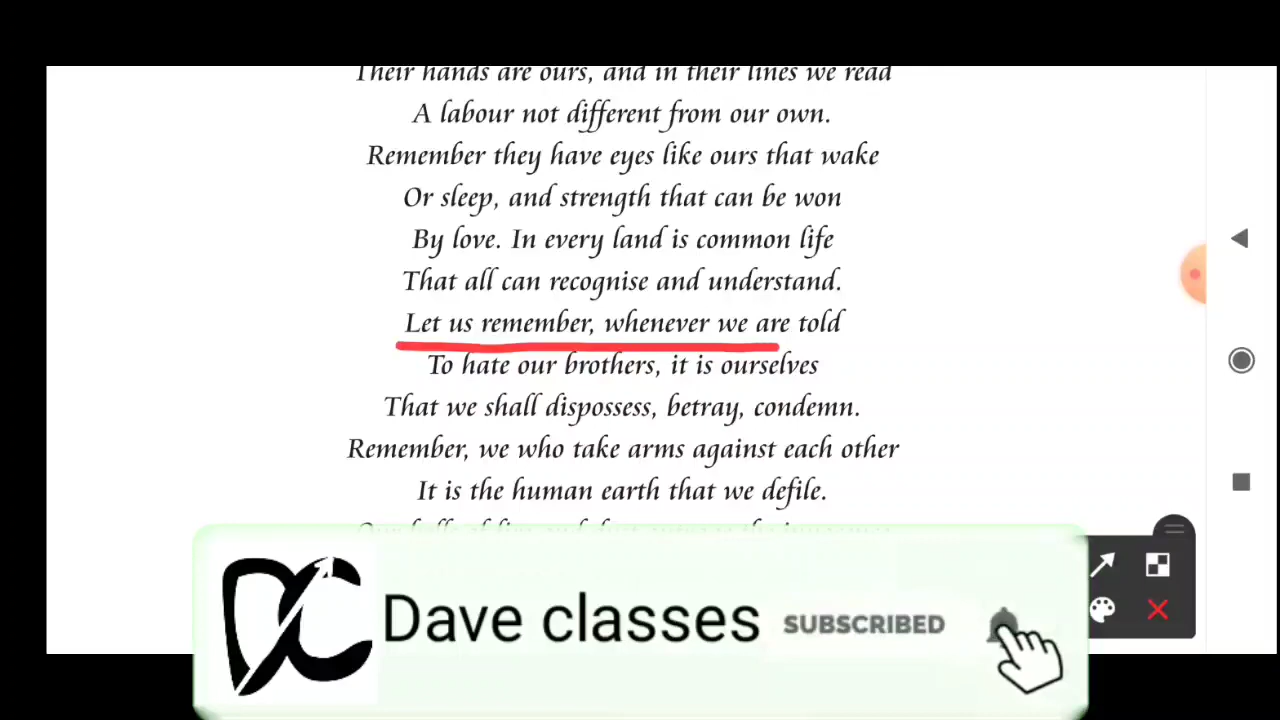 Their hands are ours, and in their lines we read
A labour not different from our own.
Remember they have eyes like ours that wake
Or sleep, and strength that can be won
By love. In every land is common life
That all can recognise and understand.
Let us remember, whenever we are told
To hate our brothers, it is ourselves
That we shall dispossess, betray, condemn.
Remember, we who take arms against each other
It is the human earth that we defile.
DC Dave classes SUBSCRIBED